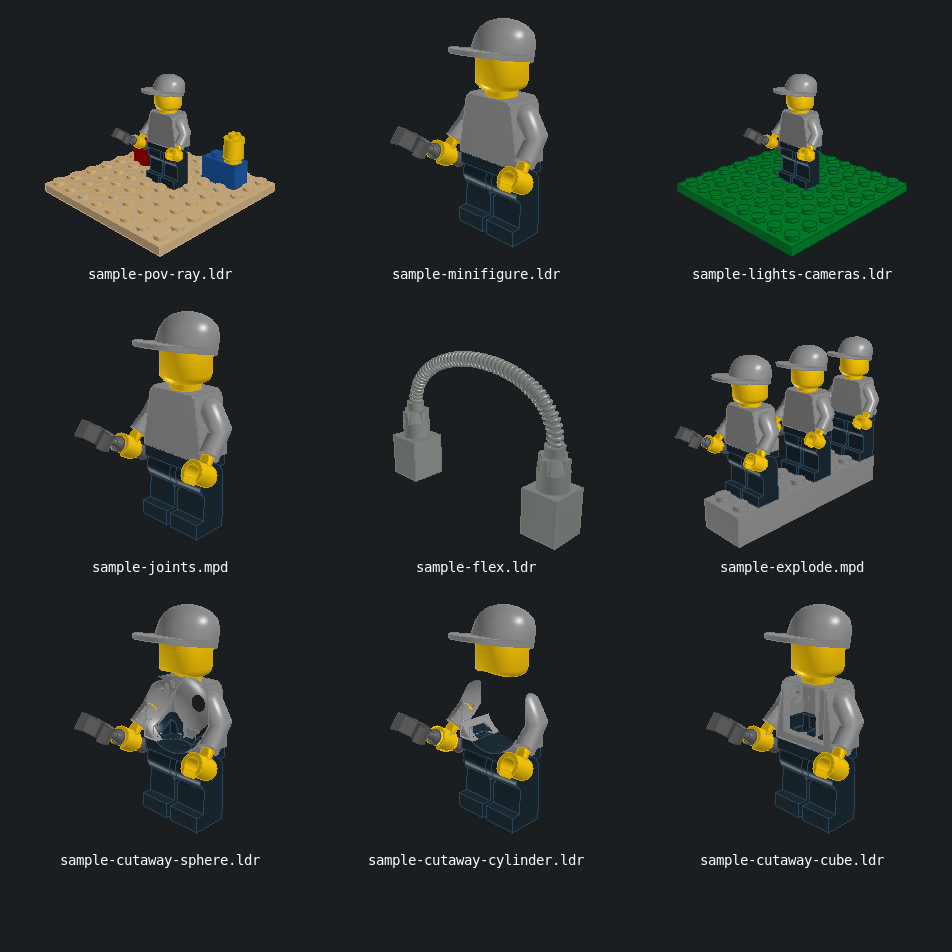 sample-pov-ray.ldr
sample-minifigure.ldr
sample-lights-cameras.ldr
sample-joints.mpd
sample-flex.ldr
sample-explode.mpd
sample-cutaway-sphere.ldr
sample-cutaway-cylinder.ldr
sample-cutaway-cube.ldr